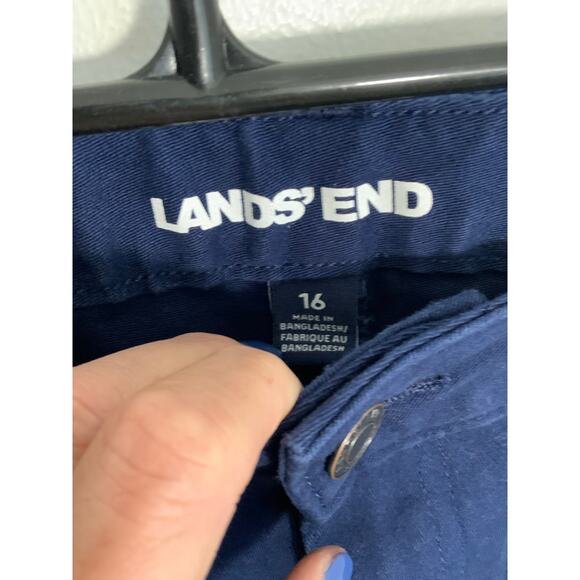 LANDS' END
16
MADE IN
BANGLADESH/
FABRIQUE AU
BANGLADESH